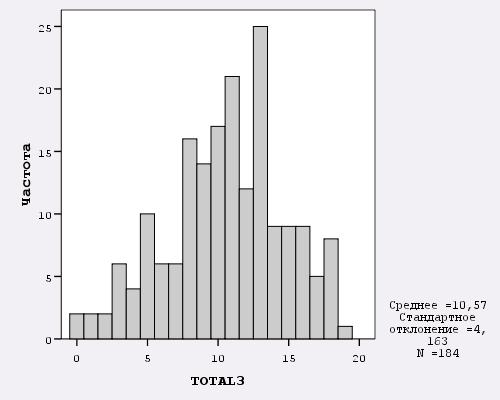 25
20
15
10
5
0
Частота
0 5 10 15 20
TOTAL3
Среднее =10,57
Стандартное
отклонение =4,
163
N =184